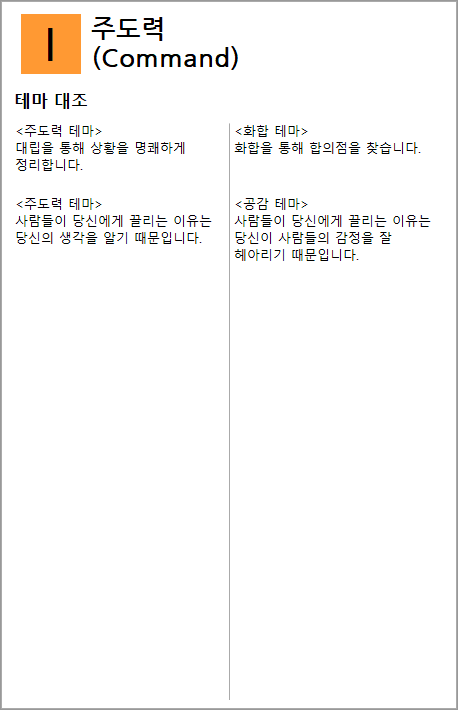 I
주도력
(Command)
테마 대조
<주도력 테마>
대립을 통해 상황을 명쾌하게
정리합니다.
<화합 테마>
화합을 통해 합의점을 찾습니다.
<주도력 테마>
사람들이 당신에게 끌리는 이유는
당신의 생각을 알기 때문입니다.
<공감 테마>
사람들이 당신에게 끌리는 이유는
당신이 사람들의 감정을 잘
헤아리기 때문입니다.